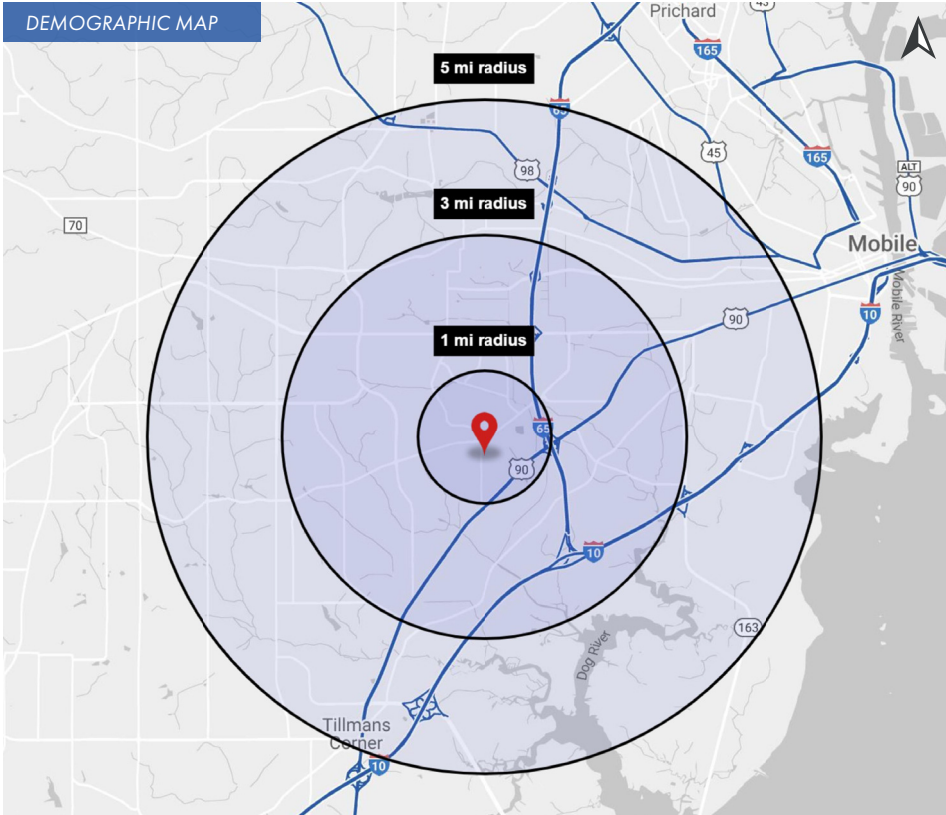 DEMOGRAPHIC MAP
Prichard
43
165
5 mi radius
65
98
45
165
ALT
90
3 mi radius
70
Mobile
Mobile River
90
10
1 mi radius
65
90
10
163
Dog River
Tillmans
Corner
10